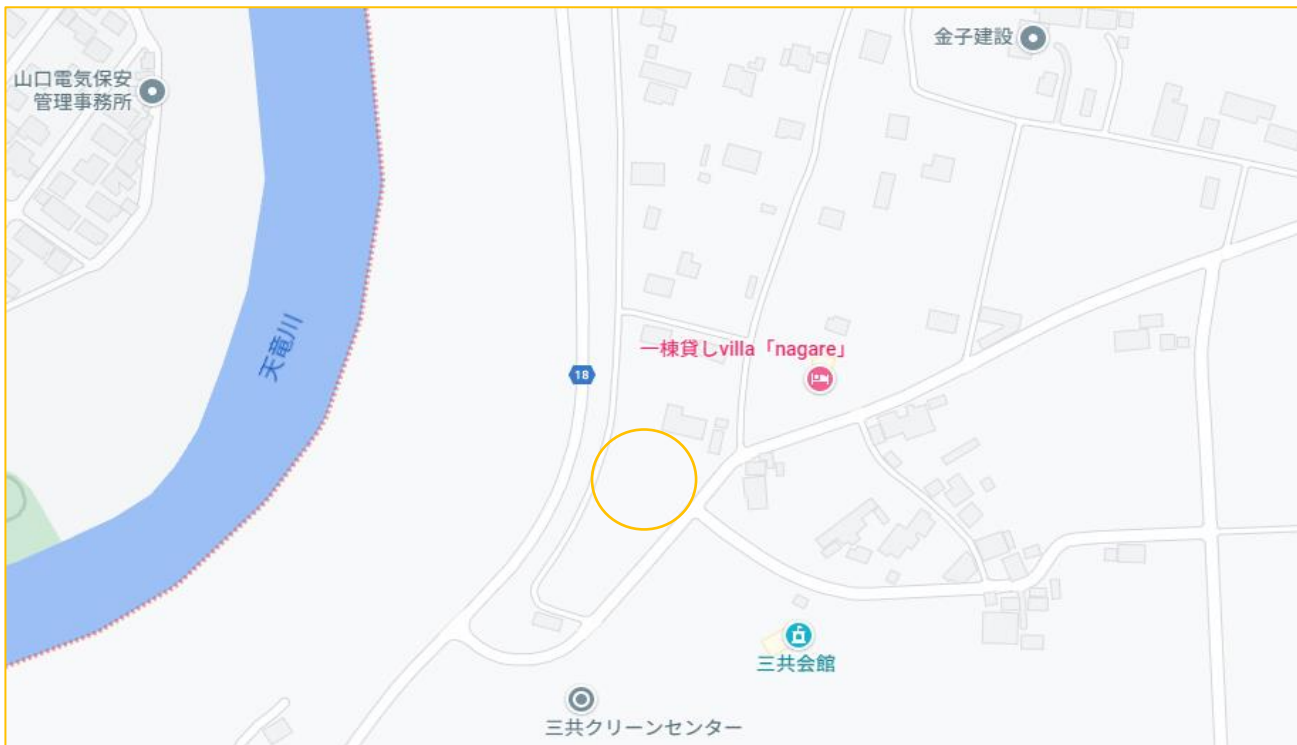 金子建設
山口電気保安
管理事務所
天竜川
一棟貸しvilla「nagare」
18
三共会館
三共クリーンセンター